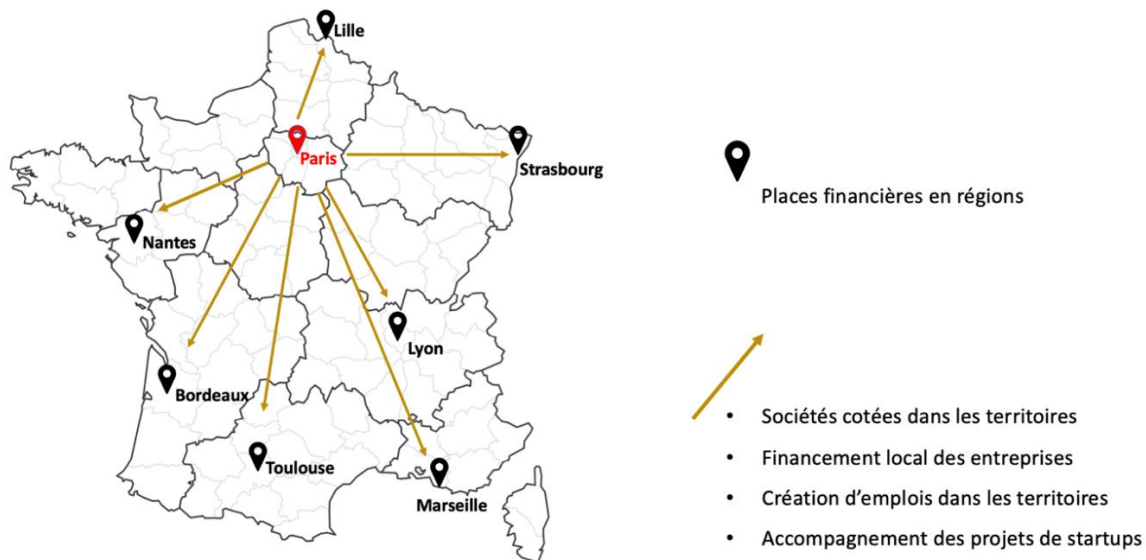 Lille
Paris
Strasbourg
Nantes
Lyon
Bordeaux
Toulouse
Marseille
Places financières en régions
• Sociétés cotées dans les territoires
• Financement local des entreprises
• Création d’emplois dans les territoires
• Accompagnement des projets de startups